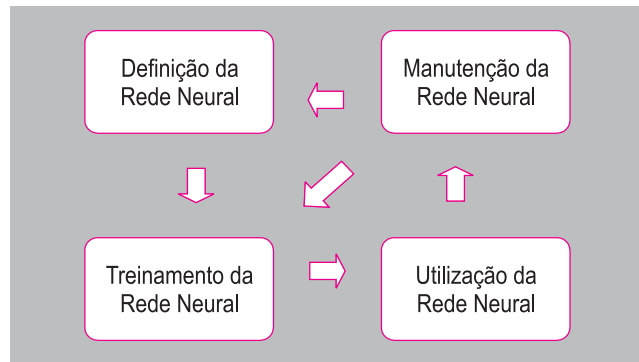 Definição da
Rede Neural
Manutenção da
Rede Neural
Treinamento da
Rede Neural
Utilização da
Rede Neural